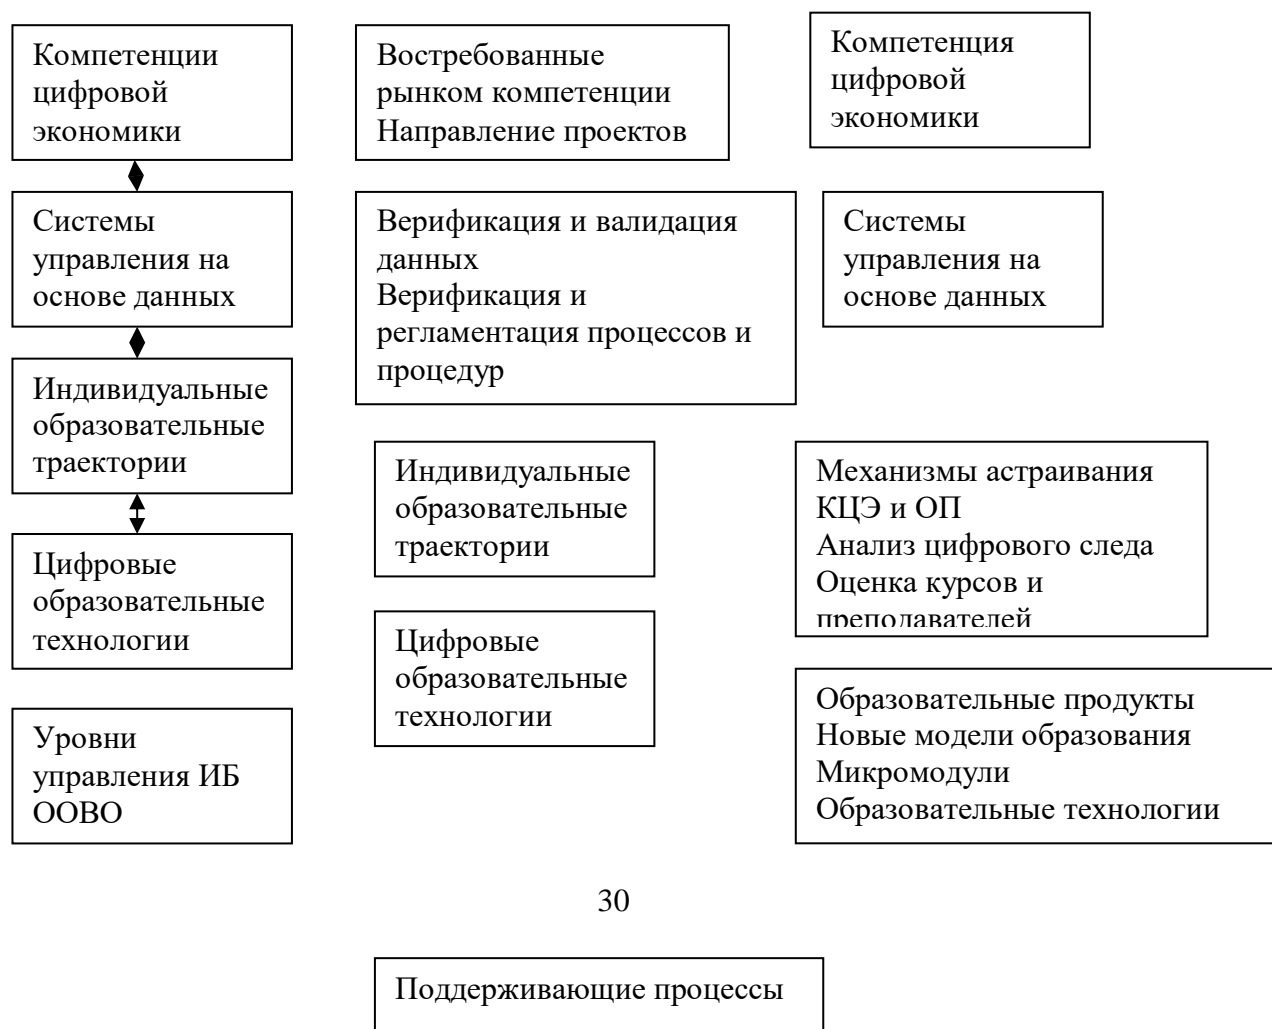 Компетенции
цифровой
экономики
Востребованные
рынком компетенции
Направление проектов
Компетенция
цифровой
экономики
Системы
управления на
основе данных
Верификация и валидация
данных
Верификация и
регламентация процессов и
процедур
Системы
управления на
основе данных
Индивидуальные
образовательные
траектории
Индивидуальные
образовательные
траектории
Механизмы астраивания
КЦЭ и ОП
Анализ цифрового следа
Оценка курсов и
преподавателей
Цифровые
образовательные
технологии
Цифровые
образовательные
технологии
Образовательные продукты
Новые модели образования
Микромодули
Образовательные технологии
Уровни
управления ИБ
ООВО
30
Поддерживающие процессы